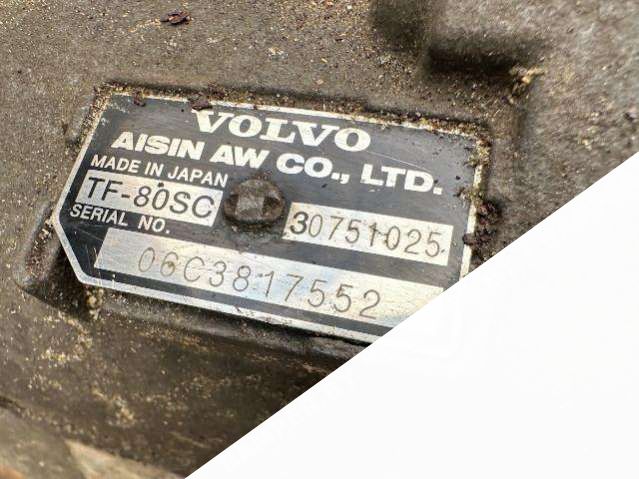 VOLVO
AISIN AW CO., LTD.
MADE IN JAPAN
TF-80SC 30751025
SERIAL NO.
06C3817552